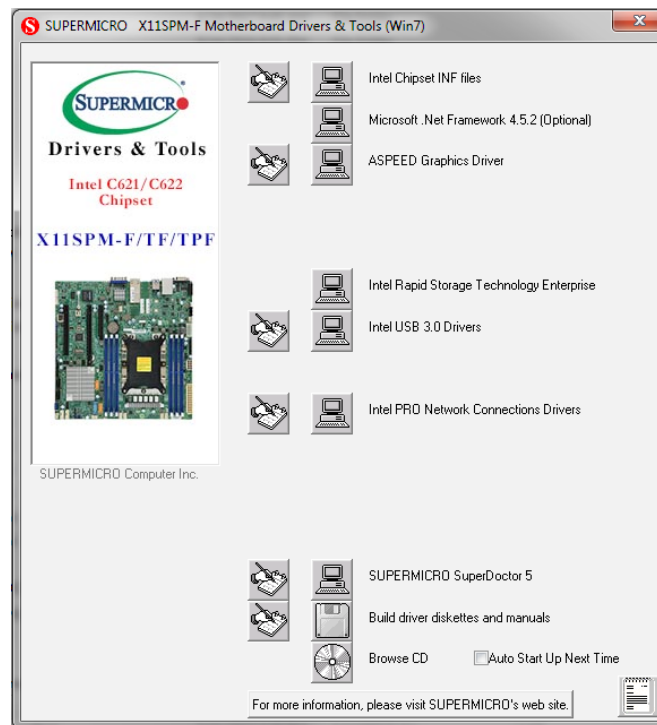 SUPERMICRO X11SPM-F Motherboard Drivers & Tools (Win7)
SUPERMICRO
Drivers & Tools
Intel C621/C622
Chipset
X11SPM-F/TF/TPF
SUPERMICRO Computer Inc.
Intel Chipset INF files
Microsoft .Net Framework 4.5.2 (Optional)
ASPEED Graphics Driver
Intel Rapid Storage Technology Enterprise
Intel USB 3.0 Drivers
Intel PRO Network Connections Drivers
SUPERMICRO SuperDoctor 5
Build driver diskettes and manuals
Browse CD
Auto Start Up Next Time
For more information, please visit SUPERMICRO's web site.